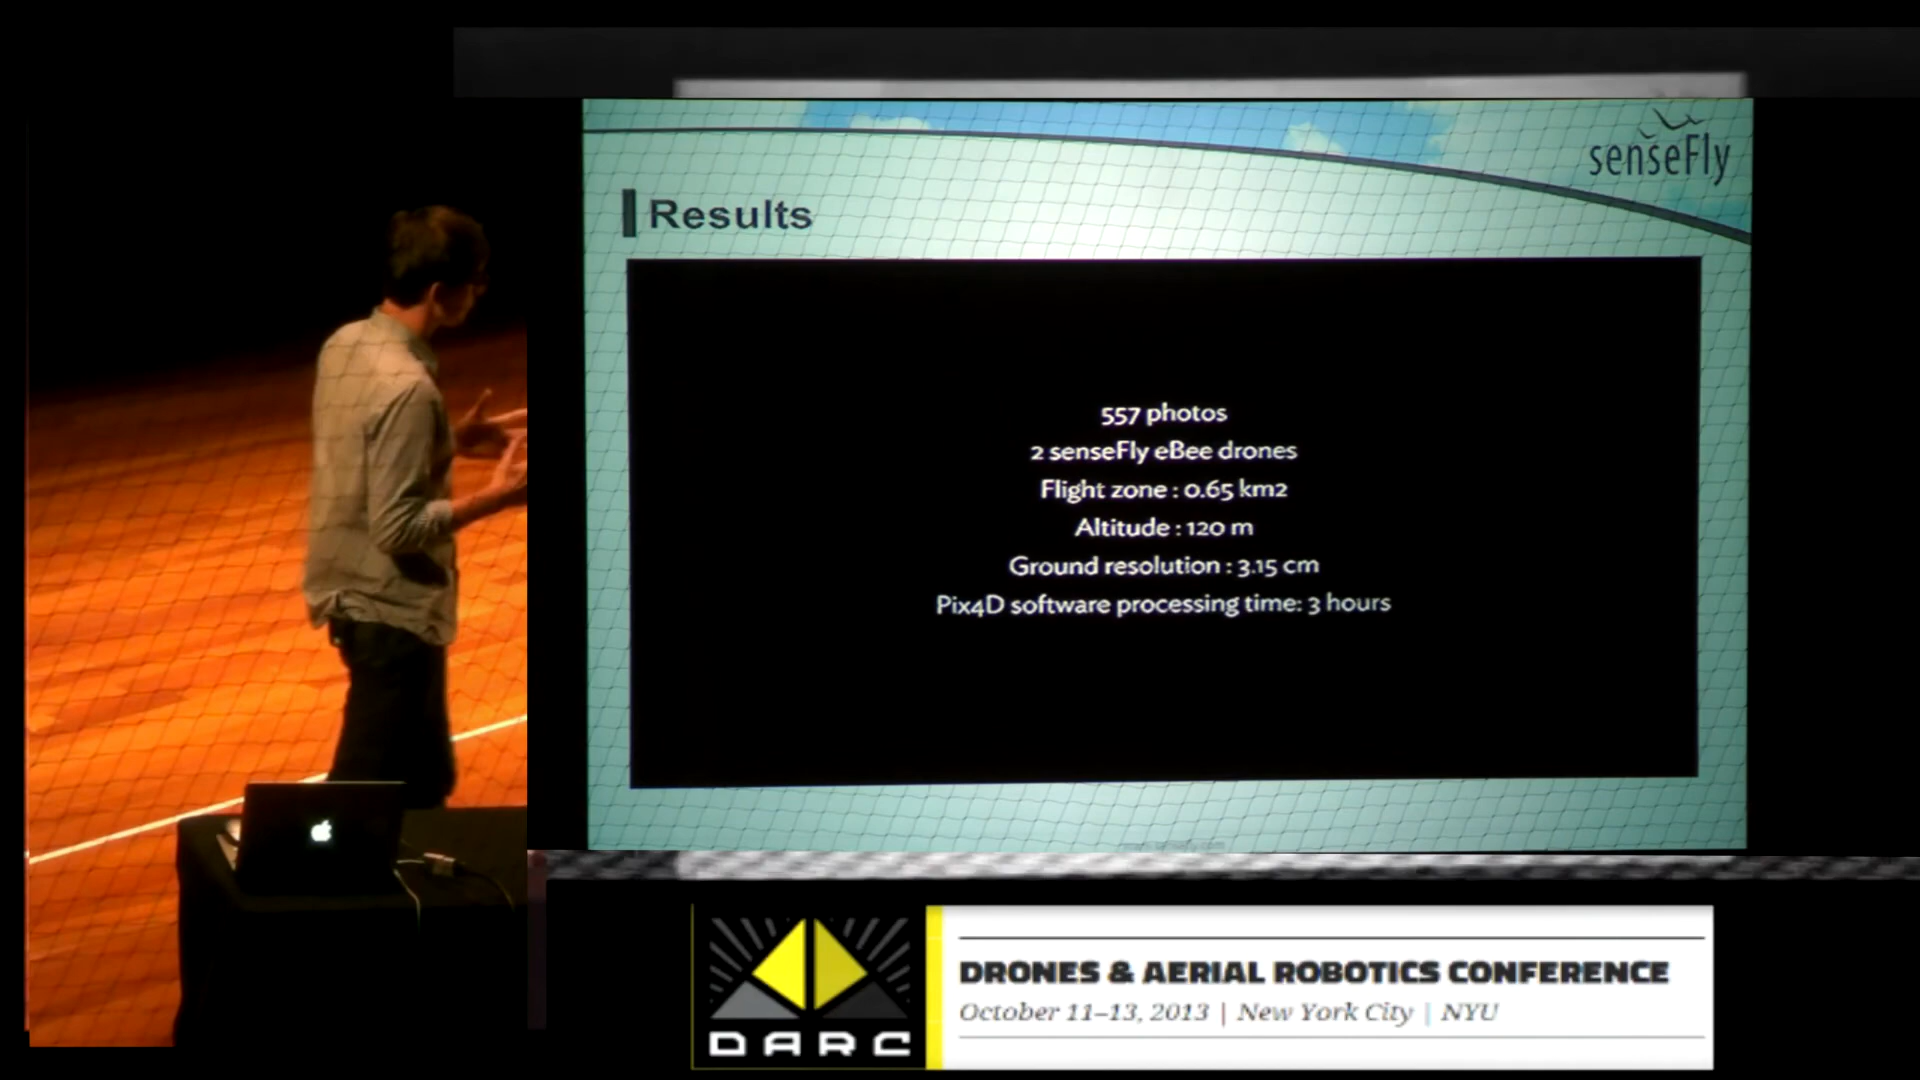 senseFly
Results
557 photos
2 senseFly eBee drones
Flight zone : 0.65 km2
Altitude : 120 m
Ground resolution : 3.15 cm
Pix4D software processing time: 3 hours
DARC
DRONES & AERIAL ROBOTICS CONFERENCE
October 11–13, 2013 | New York City | NYU